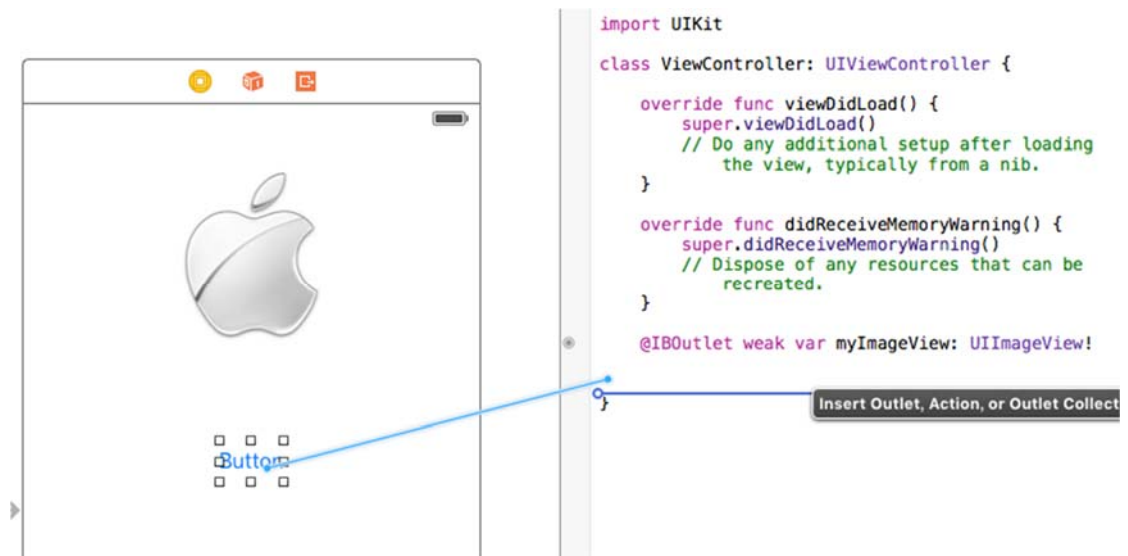 import UIKit
class ViewController: UIViewController {
override func viewDidLoad() {
super.viewDidLoad()
// Do any additional setup after loading
the view, typically from a nib.
}
override func didReceiveMemoryWarning() {
super.didReceiveMemoryWarning()
// Dispose of any resources that can be
recreated.
}
@IBOutlet weak var myImageView: UIImageView!
}
Insert Outlet, Action, or Outlet Collect
Button